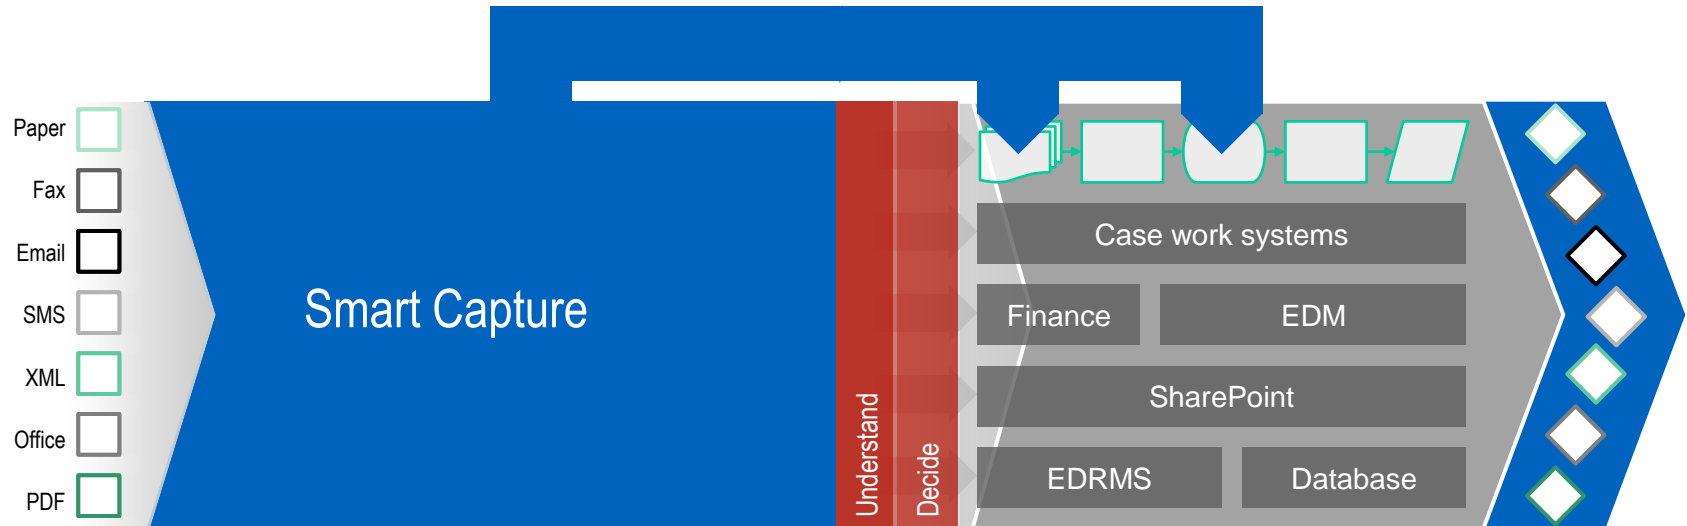 Paper
Fax
Email
SMS
XML
Office
PDF
Smart Capture
Understand
Decide
Case work systems
Finance
EDM
SharePoint
EDRMS
Database